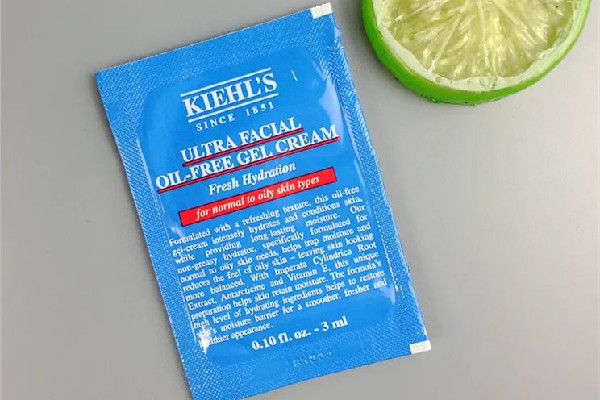 KIEHL'S
SINCE 1851
ULTRA FACIAL
OIL-FREE GEL CREAM
Fresh Hydration
for normal to oily skin types
Formulated with a refreshing texture, this oil-free
gel-cream intensely hydrates and conditions skin,
while providing long-lasting moisture. Our
non-greasy hydrator, specifically formulated for
normal to oily skin needs, helps trap moisture and
reduces the feel of oily skin – leaving skin looking
more balanced. With Imperata Cylindrica Root
Extract, Antarcticine and Vitamin E, this unique
preparation helps skin retain moisture. The formula's
high level of hydrating ingredients helps to restore
skin's moisture barrier for a smoother, fresher and
healthier appearance.
0.10 fl. oz. - 3 ml